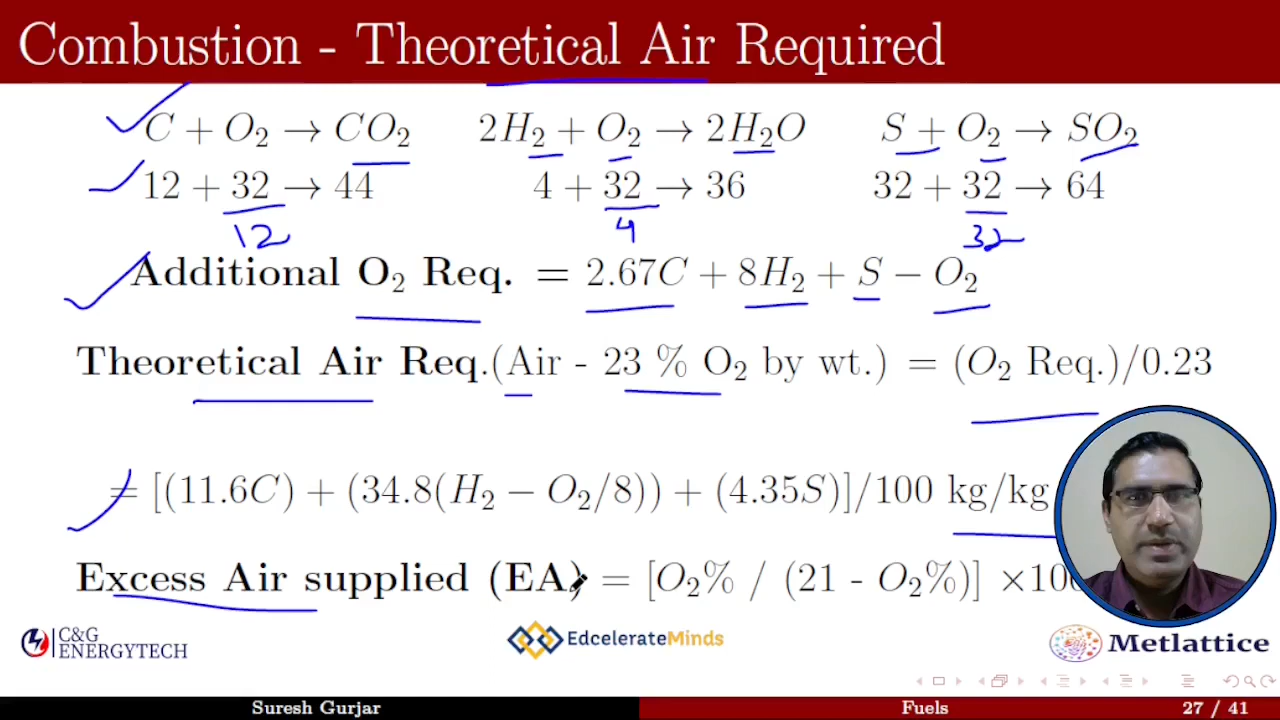 Combustion - Theoretical Air Required
C + O₂ → CO₂ 2H₂ + O₂ → 2H₂O S + O₂ → SO₂
12 + 32 → 44 4 + 32 → 36 32 + 32 → 64
12 4 32
Additional O₂ Req. = 2.67C + 8H₂ + S − O₂
Theoretical Air Req.(Air - 23 % O₂ by wt.) = (O₂ Req.)/0.23
= [(11.6C) + (34.8(H₂ − O₂/8)) + (4.35S)]/100 kg/kg
Excess Air supplied (EA) = [O₂% / (21 - O₂%)] ×10
C&G ENERGYTECH
EdcelerateMinds
Metlattice
Suresh Gurjar Fuels 27 / 41